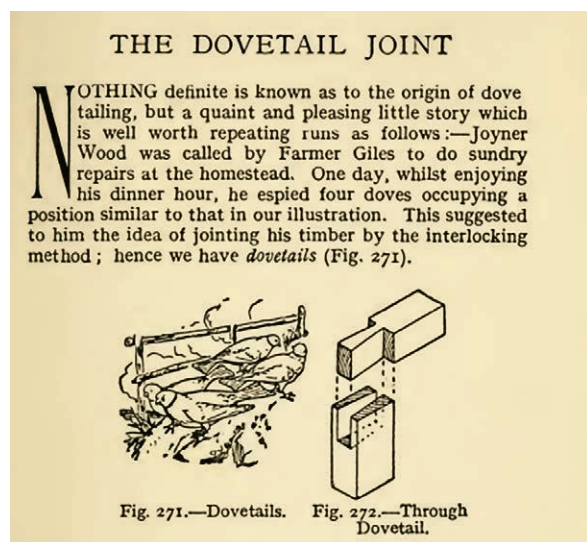 THE DOVETAIL JOINT
NOTHING definite is known as to the origin of dove
tailing, but a quaint and pleasing little story which
is well worth repeating runs as follows :—Joyner
Wood was called by Farmer Giles to do sundry
repairs at the homestead. One day, whilst enjoying
his dinner hour, he espied four doves occupying a
position similar to that in our illustration. This suggested
to him the idea of jointing his timber by the interlocking
method ; hence we have dovetails (Fig. 271).
Fig. 271.—Dovetails.
Fig. 272.—Through
Dovetail.